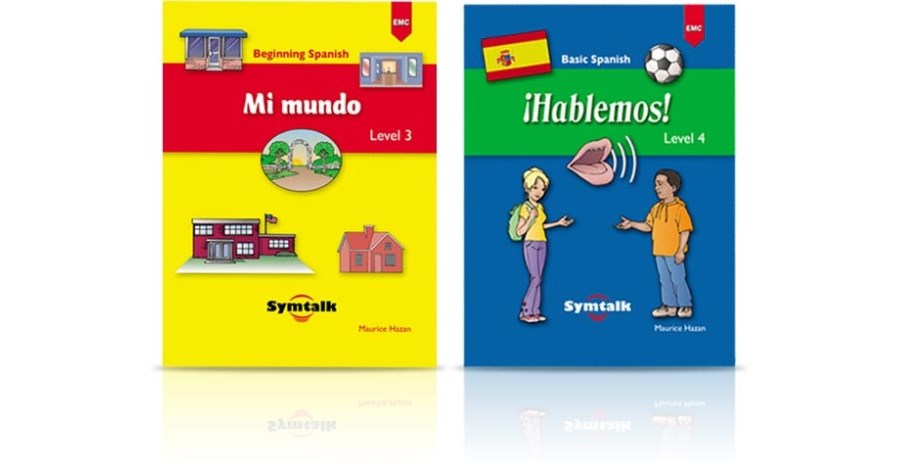 EMC
Beginning Spanish
Mi mundo
Level 3
Symtalk
Maurice Hazan
EMC
Basic Spanish
¡Hablemos!
Level 4
Symtalk
Maurice Hazan